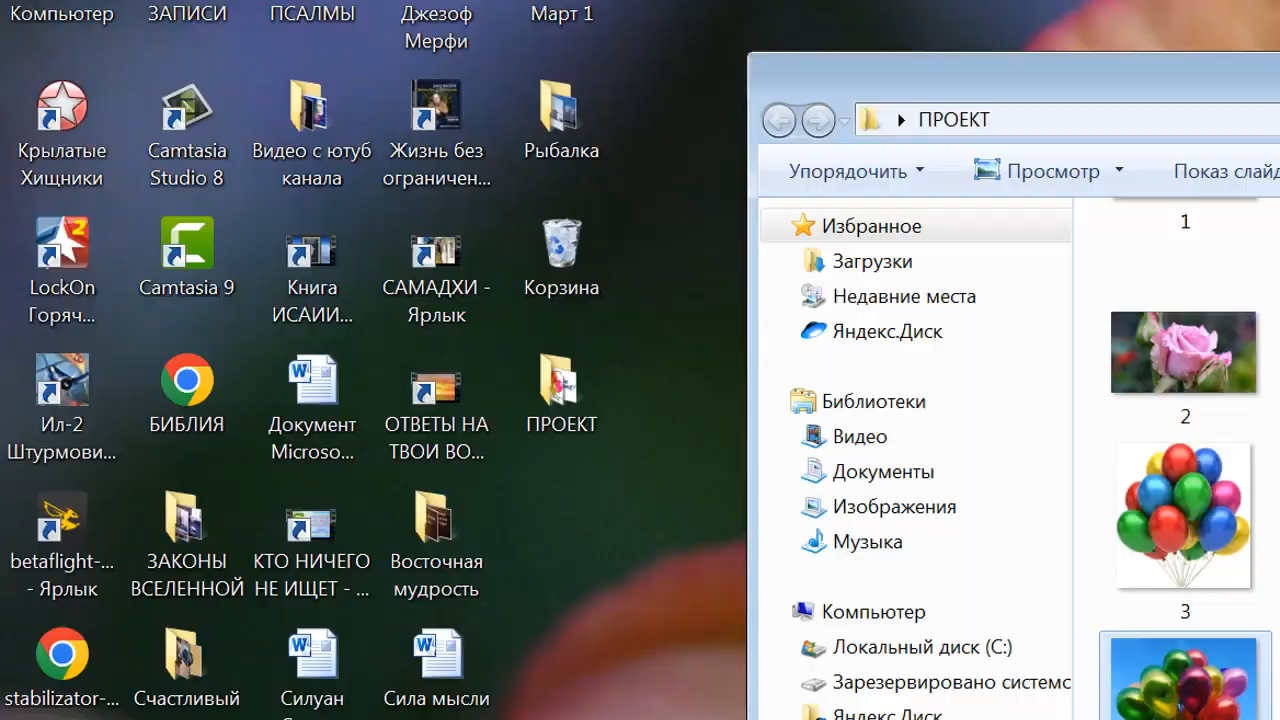 Компьютер
ЗАПИСИ
ПСАЛМЫ
Джезоф
Мерфи
Март 1
Крылатые
Хищники
Camtasia
Studio 8
Видео с ютуб
канала
Жизнь без
ограничен...
Рыбалка
LockOn
Горяч...
Camtasia 9
Книга
ИСАИИ...
САМАДХИ -
Ярлык
Корзина
Ил-2
Штурмови...
БИБЛИЯ
Документ
Microso...
ОТВЕТЫ НА
ТВОИ ВО...
ПРОЕКТ
betaflight-...
- Ярлык
ЗАКОНЫ
ВСЕЛЕННОЙ
КТО НИЧЕГО
НЕ ИЩЕТ - ...
Восточная
мудрость
stabilizator-...
Счастливый
Силуан
Сила мысли
ПРОЕКТ
Упорядочить
Просмотр
Показ слайд
Избранное
Загрузки
Недавние места
Яндекс.Диск
Библиотеки
Видео
Документы
Изображения
Музыка
Компьютер
Локальный диск (C:)
Зарезервировано системс
Яндекс.Диск
1
2
3